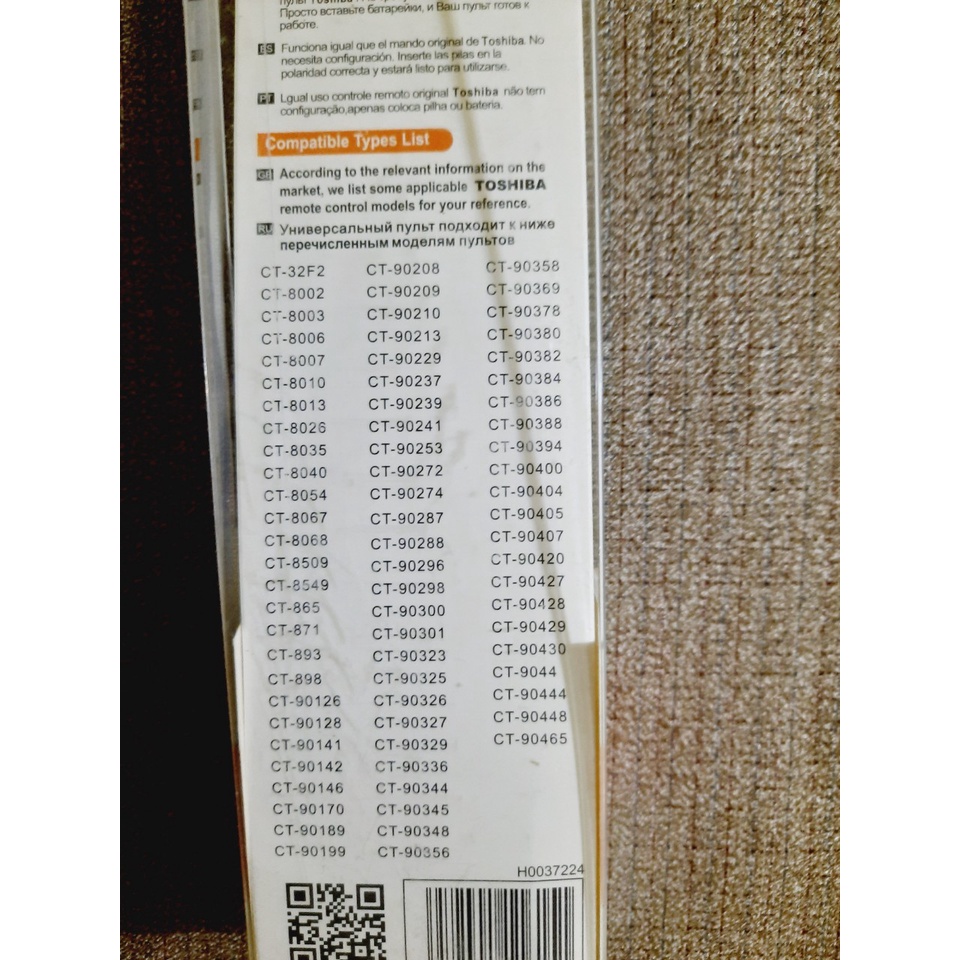 Просто вставьте батарейки, и Ваш пульт готов к
работе.
ES Funciona igual que el mando original de Toshiba. No
necesita configuración. Inserte las pilas en la
polaridad correcta y estará listo para utilizarse.
PT Lgual uso controle remoto original Toshiba não tem
configuração,apenas coloca pilha ou bateria.
Compatible Types List
GB According to the relevant information on the
market, we list some applicable TOSHIBA
remote control models for your reference.
RU Универсальный пульт подходит к ниже
перечисленным моделям пультов
CT-32F2
CT-8002
CT-8003
CT-8006
CT-8007
CT-8010
CT-8013
CT-8026
CT-8035
CT-8040
CT-8054
CT-8067
CT-8068
CT-8509
CT-8549
CT-865
CT-871
CT-893
CT-898
CT-90126
CT-90128
CT-90141
CT-90142
CT-90146
CT-90170
CT-90189
CT-90199
CT-90208
CT-90209
CT-90210
CT-90213
CT-90229
CT-90237
CT-90239
CT-90241
CT-90253
CT-90272
CT-90274
CT-90287
CT-90288
CT-90296
CT-90298
CT-90300
CT-90301
CT-90323
CT-90325
CT-90326
CT-90327
CT-90329
CT-90336
CT-90344
CT-90345
CT-90348
CT-90356
CT-90358
CT-90369
CT-90378
CT-90380
CT-90382
CT-90384
CT-90386
CT-90388
CT-90394
CT-90400
CT-90404
CT-90405
CT-90407
CT-90420
CT-90427
CT-90428
CT-90429
CT-90430
CT-9044
CT-90444
CT-90448
CT-90465
H0037224